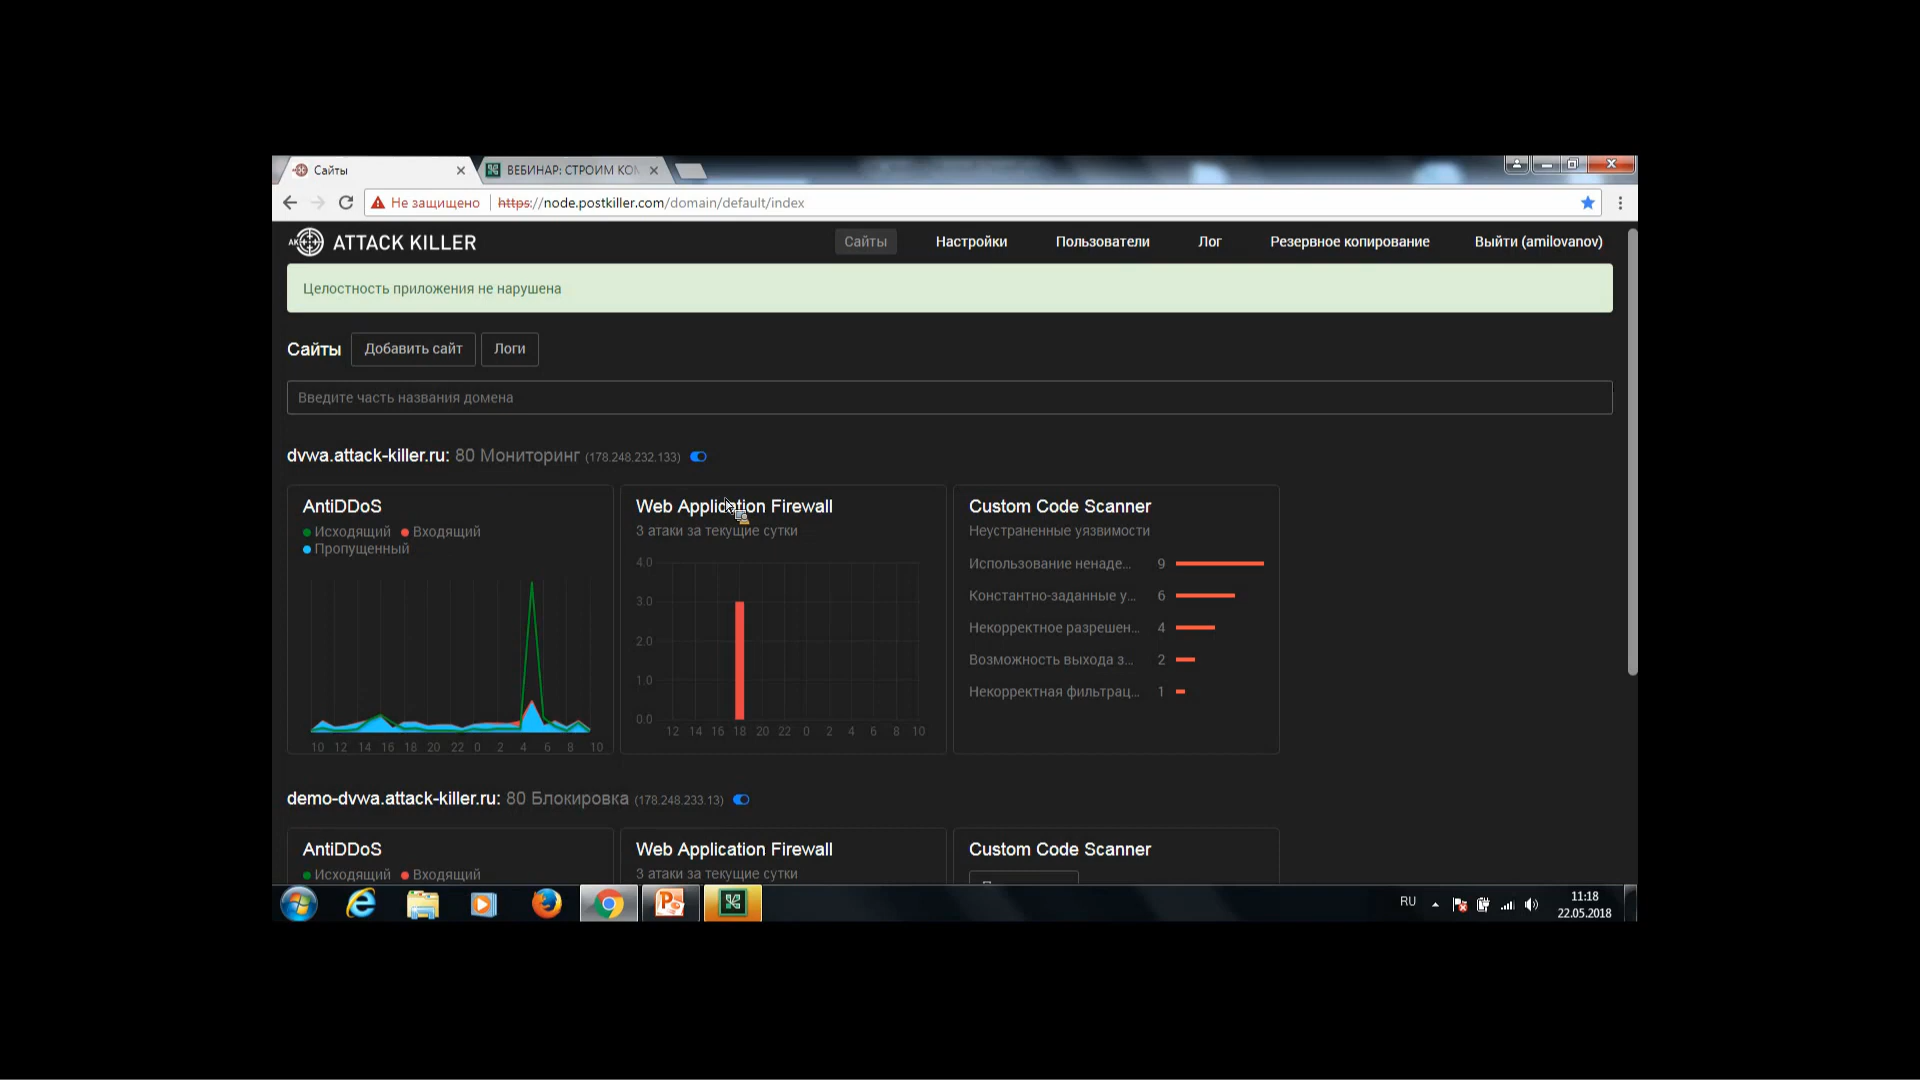 Сайты
ВЕБИНАР: СТРОИМ КОМ
Не защищено
https://node.postkiller.com/domain/default/index
AK ATTACK KILLER
Сайты Настройки Пользователи Лог Резервное копирование Выйти (amilovanov)
Целостность приложения не нарушена
Сайты Добавить сайт Логи
Введите часть названия домена
dvwa.attack-killer.ru: 80 Мониторинг (178.248.232.133)
AntiDDoS
Исходящий Входящий
Пропущенный
10 12 14 16 18 20 22 0 2 4 6 8 10
Web Application Firewall
3 атаки за текущие сутки
4.0
3.0
2.0
1.0
0.0
12 14 16 18 20 22 0 2 4 6 8 10
Custom Code Scanner
Неустраненные уязвимости
Использование ненаде... 9
Константно-заданные у... 6
Некорректное разрешен... 4
Возможность выхода з... 2
Некорректная фильтрац... 1
demo-dvwa.attack-killer.ru: 80 Блокировка (178.248.233.13)
AntiDDoS
Исходящий Входящий
Web Application Firewall
3 атаки за текущие сутки
Custom Code Scanner
RU
11:18
22.05.2018